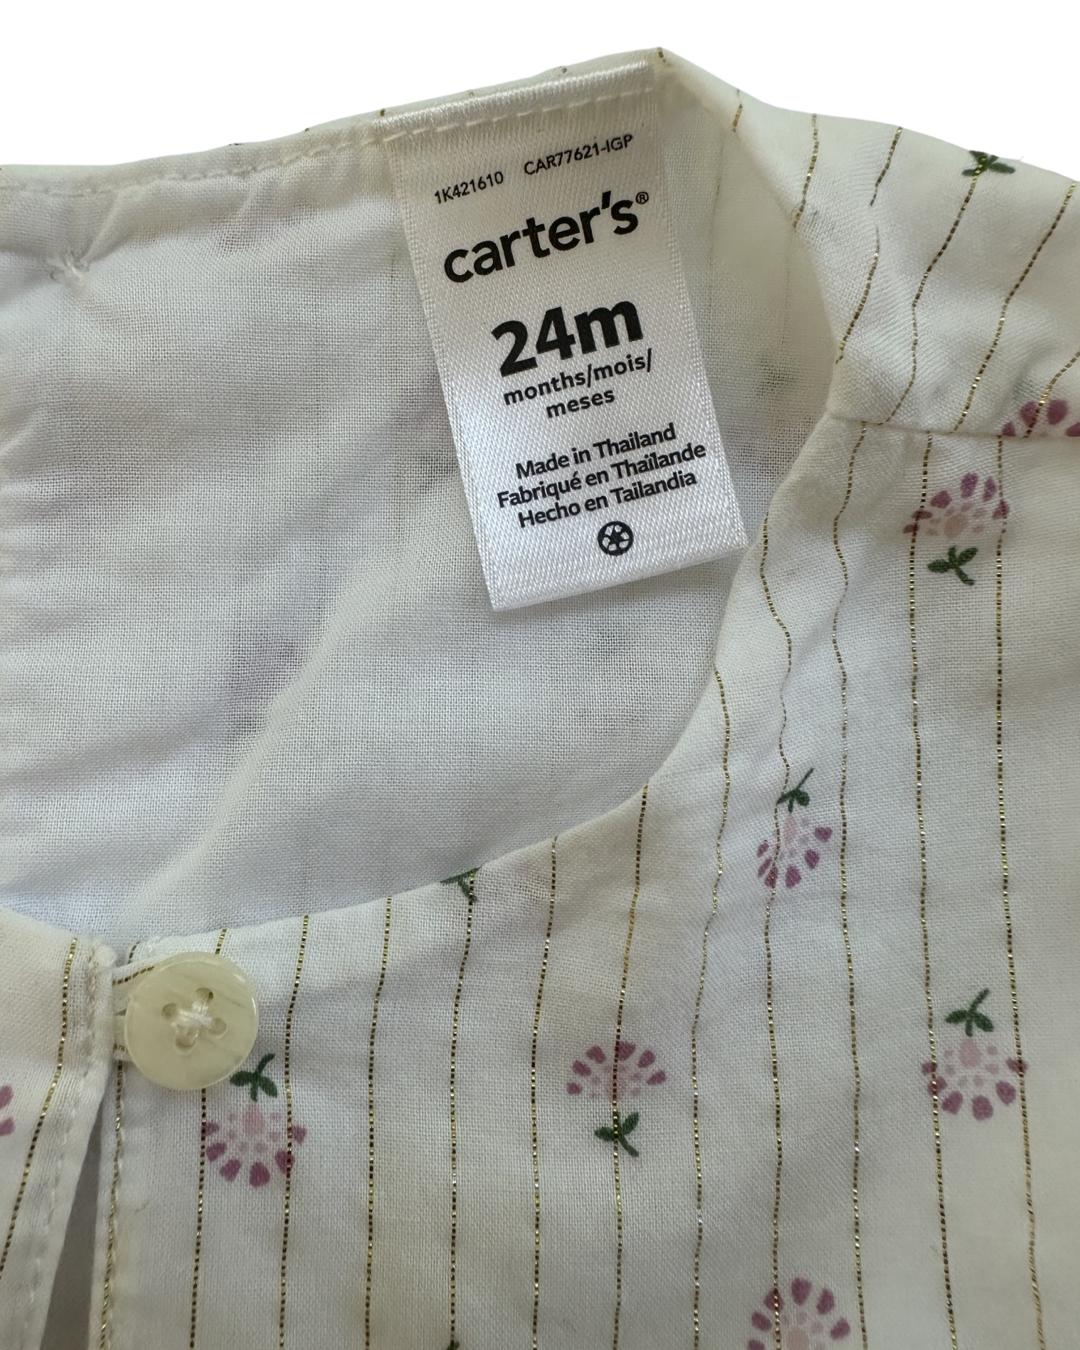 1K421610 CAR77621-IGP
carter's®
24m
months/mois/
meses
Made in Thailand
Fabriqué en Thaïlande
Hecho en Tailandia